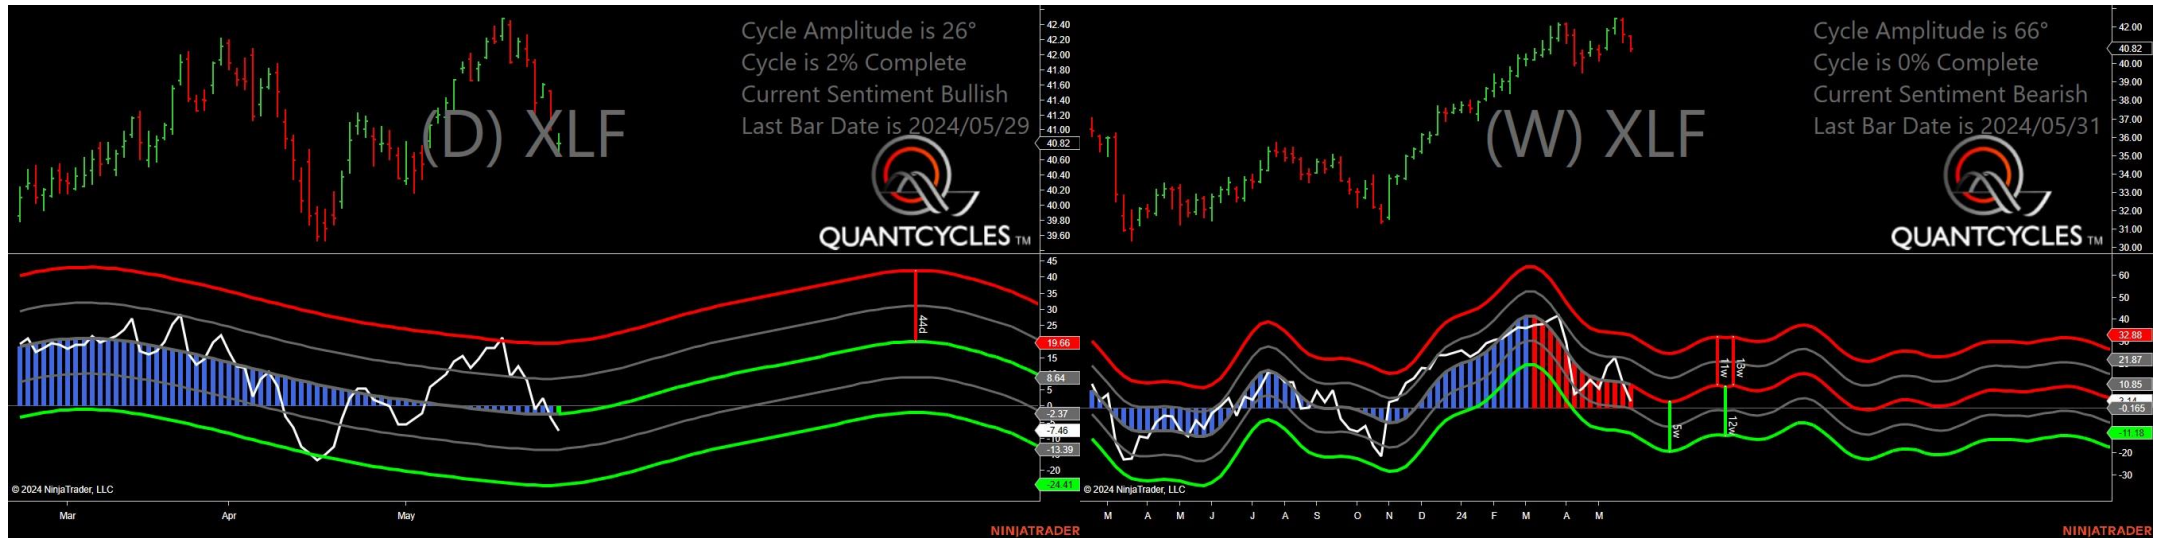 Cycle Amplitude is 26°
Cycle is 2% Complete
Current Sentiment Bullish
Last Bar Date is 2024/05/29
(D) XLF
QUANTCYCLES TM
42.40
42.20
42.00
41.80
41.60
41.40
41.20
41.00
40.82
40.60
40.40
40.20
40.00
39.80
39.60
45
40
35
30
25
19.66
15
8.64
5
0
-2.37
-7.46
-10
-13.39
-20
-24.41
44d
© 2024 NinjaTrader, LLC
Mar
Apr
May
NINJATRADER
Cycle Amplitude is 66°
Cycle is 0% Complete
Current Sentiment Bearish
Last Bar Date is 2024/05/31
(W) XLF
QUANTCYCLES TM
42.00
40.82
40.00
39.00
38.00
37.00
36.00
35.00
34.00
33.00
32.00
31.00
30.00
60
50
40
32.88
21.87
10.85
-0.165
-11.18
-20
-30
5w
11w
12w
© 2024 NinjaTrader, LLC
M A M J J A S O N D 24 F M A M
NINJATRADER